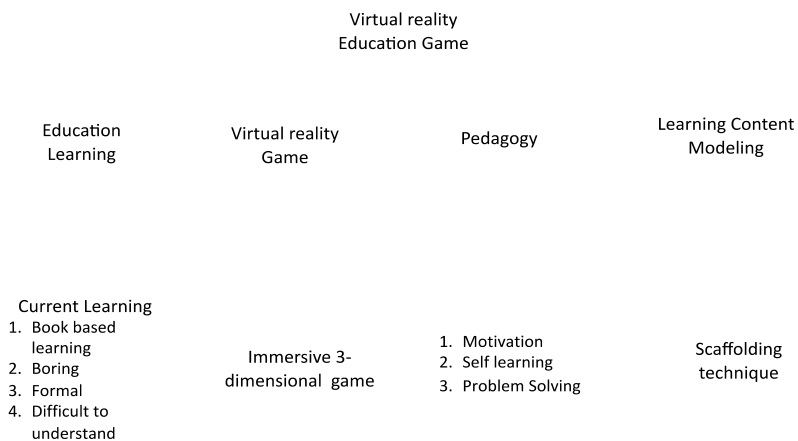 Virtual reality
Education Game
Education
Learning
Virtual reality
Game
Pedagogy
Learning Content
Modeling
Current Learning
1. Book based
learning
2. Boring
3. Formal
4. Difficult to
understand
Immersive 3-
dimensional game
1. Motivation
2. Self learning
3. Problem Solving
Scaffolding
technique